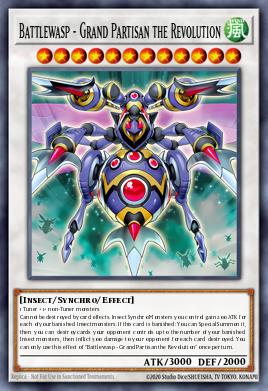 Battlewasp - Grand Partisan the Revolution
風
[Insect/Synchro/Effect]
1 Tuner + 1+ non-Tuner monsters
Cannot be destroyed by card effects. Insect Synchro Monsters you control gain 200 ATK for
each of your banished Insect monsters. If this card is banished: You can Special Summon it,
then you can destroy cards your opponent controls up to the number of your banished
Insect monsters, then inflict 500 damage to your opponent for each card destroyed. You
can only use this effect of "Battlewasp - Grand Partisan the Revolution" once per turn.
ATK/3000 DEF/2000
Replica - Not For Use in Sanctioned Tournaments
©2020 Studio Dice/SHUEISHA, TV TOKYO, KONAMI